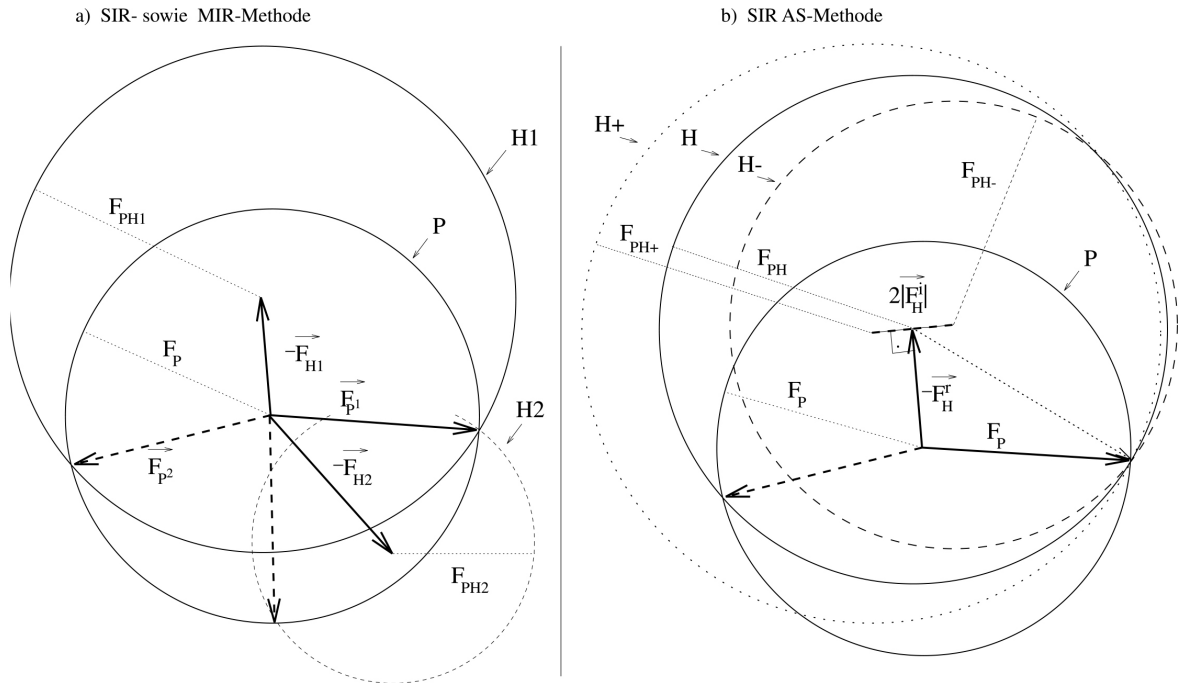 a) SIR- sowie MIR-Methode
H1
F_PH1
P
F_P
−F_H1
F_P1
H2
F_P2
−F_H2
F_PH2
b) SIR AS-Methode
H+
H
H-
F_PH-
F_PH+
F_PH
P
2|F_H^i|
F_P
−F_H^r
F_P